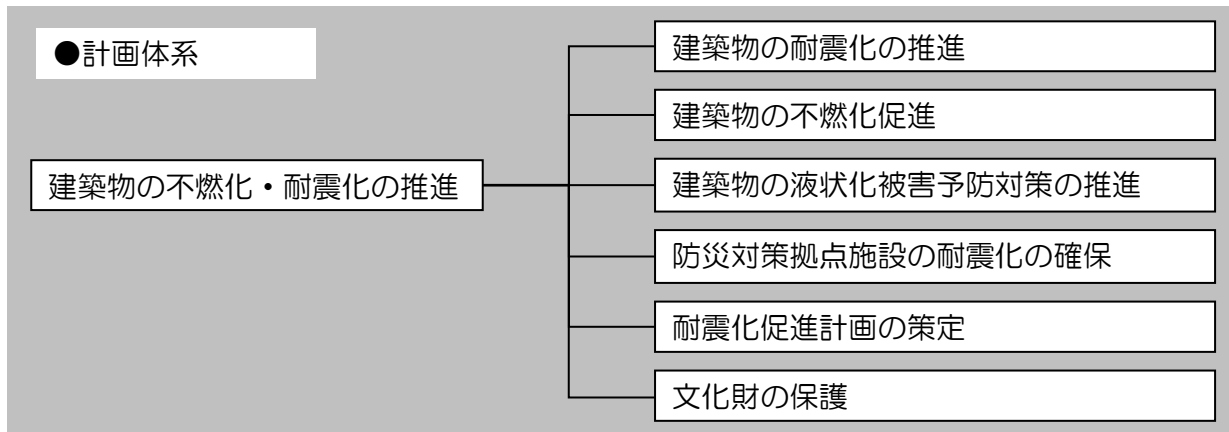 ●計画体系
建築物の不燃化・耐震化の推進
建築物の耐震化の推進
建築物の不燃化促進
建築物の液状化被害予防対策の推進
防災対策拠点施設の耐震化の確保
耐震化促進計画の策定
文化財の保護